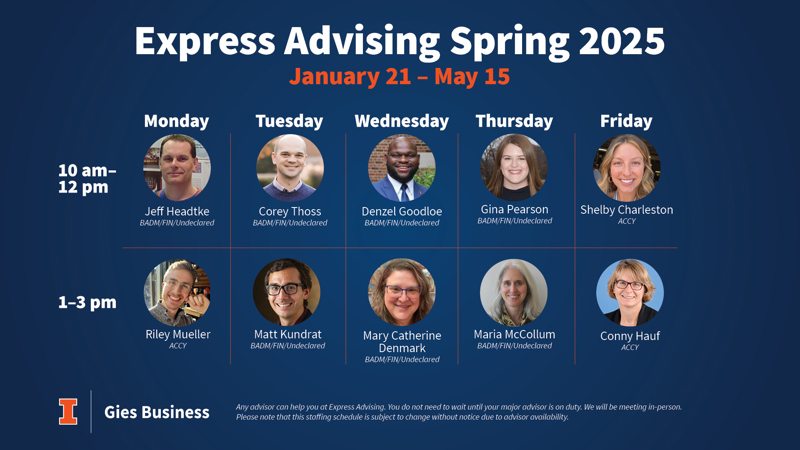 Express Advising Spring 2025
January 21 – May 15
Monday
Tuesday
Wednesday
Thursday
Friday
10 am–
12 pm
Jeff Headtke
BADM/FIN/Undeclared
Corey Thoss
BADM/FIN/Undeclared
Denzel Goodloe
BADM/FIN/Undeclared
Gina Pearson
BADM/FIN/Undeclared
Shelby Charleston
ACCY
1–3 pm
Riley Mueller
ACCY
Matt Kundrat
BADM/FIN/Undeclared
Mary Catherine
Denmark
BADM/FIN/Undeclared
Maria McCollum
BADM/FIN/Undeclared
Conny Hauf
ACCY
I
Gies Business
Any advisor can help you at Express Advising. You do not need to wait until your major advisor is on duty. We will be meeting in-person.
Please note that this staffing schedule is subject to change without notice due to advisor availability.